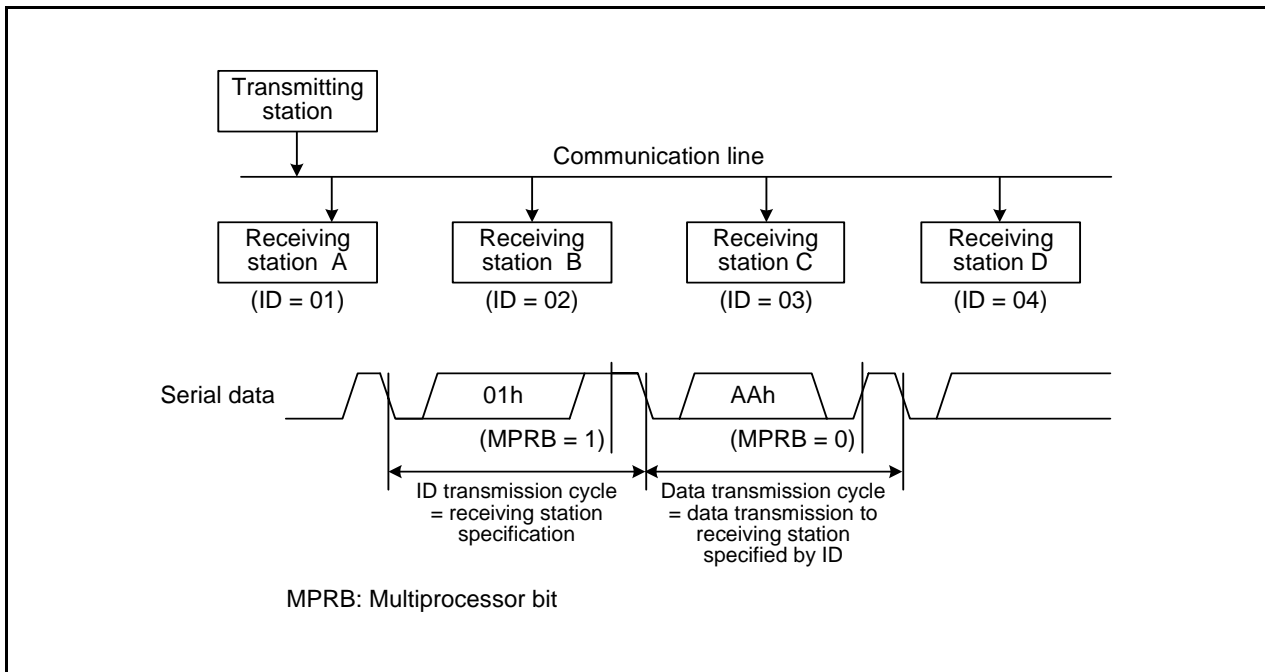 Transmitting
station
Communication line
Receiving
station A
(ID = 01)
Receiving
station B
(ID = 02)
Receiving
station C
(ID = 03)
Receiving
station D
(ID = 04)
Serial data
01h
(MPRB = 1)
AAh
(MPRB = 0)
ID transmission cycle
= receiving station
specification
Data transmission cycle
= data transmission to
receiving station
specified by ID
MPRB: Multiprocessor bit